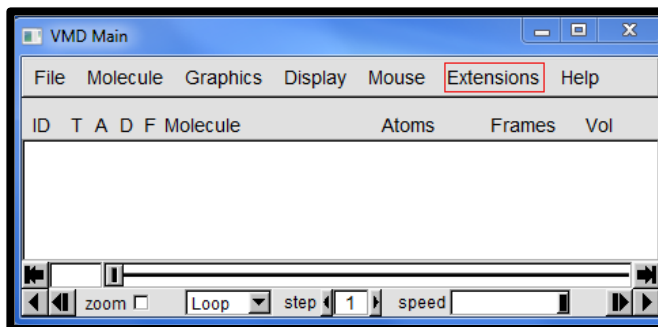 VMD Main
File Molecule Graphics Display Mouse Extensions Help
ID T A D F Molecule Atoms Frames Vol
zoom Loop step 1 speed